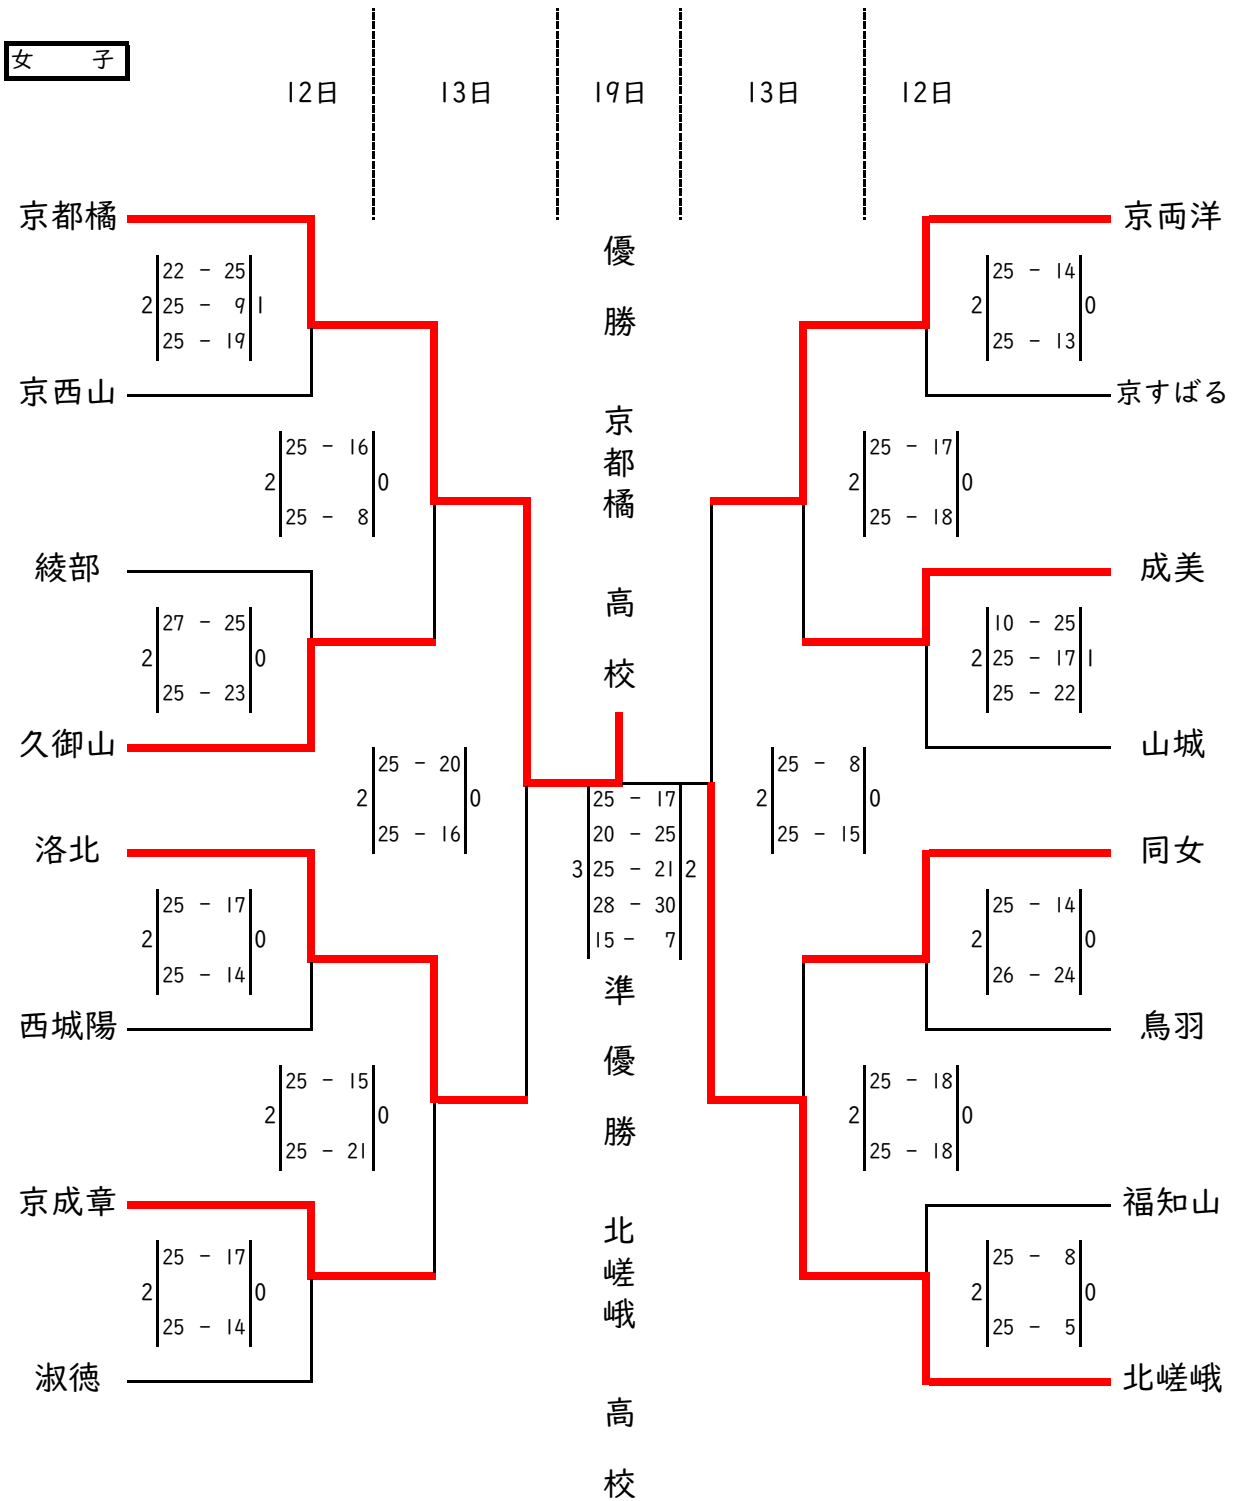 女 子
12日 13日 19日 13日 12日
京都橘
22 - 25
2 25 - 9 1
25 - 19
京西山
25 - 16
2 0
25 - 8
綾部
27 - 25
2 0
25 - 23
久御山
25 - 20
2 0
25 - 16
洛北
25 - 17
2 0
25 - 14
西城陽
25 - 15
2 0
25 - 21
京成章
25 - 17
2 0
25 - 14
淑徳
優勝 京都橘 高校
25 - 17
20 - 25
3 25 - 21 2
28 - 30
15 - 7
準優勝 北嵯峨 高校
京両洋
25 - 14
2 0
25 - 13
京すばる
25 - 17
2 0
25 - 18
成美
10 - 25
2 25 - 17 1
25 - 22
山城
25 - 8
2 0
25 - 15
同女
25 - 14
2 0
26 - 24
鳥羽
25 - 18
2 0
25 - 18
福知山
25 - 8
2 0
25 - 5
北嵯峨